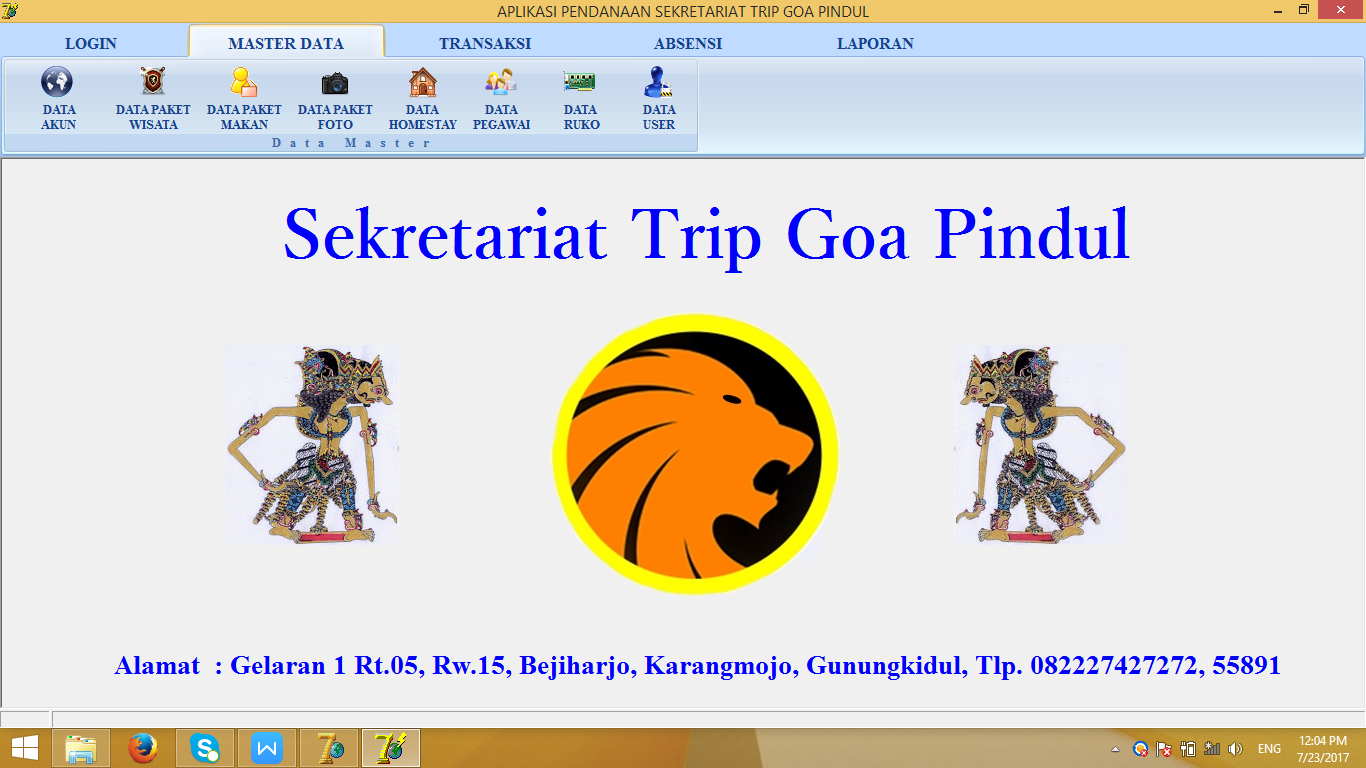 APLIKASI PENDANAAN SEKRETARIAT TRIP GOA PINDUL
LOGIN
MASTER DATA
TRANSAKSI
ABSENSI
LAPORAN
DATA
AKUN
DATA PAKET
WISATA
DATA PAKET
MAKAN
DATA PAKET
FOTO
DATA
HOMESTAY
DATA
PEGAWAI
DATA
RUKO
DATA
USER
Data Master
Sekretariat Trip Goa Pindul
Alamat : Gelaran 1 Rt.05, Rw.15, Bejiharjo, Karangmojo, Gunungkidul, Tlp. 082227427272, 55891
ENG
12:04 PM
7/23/2017